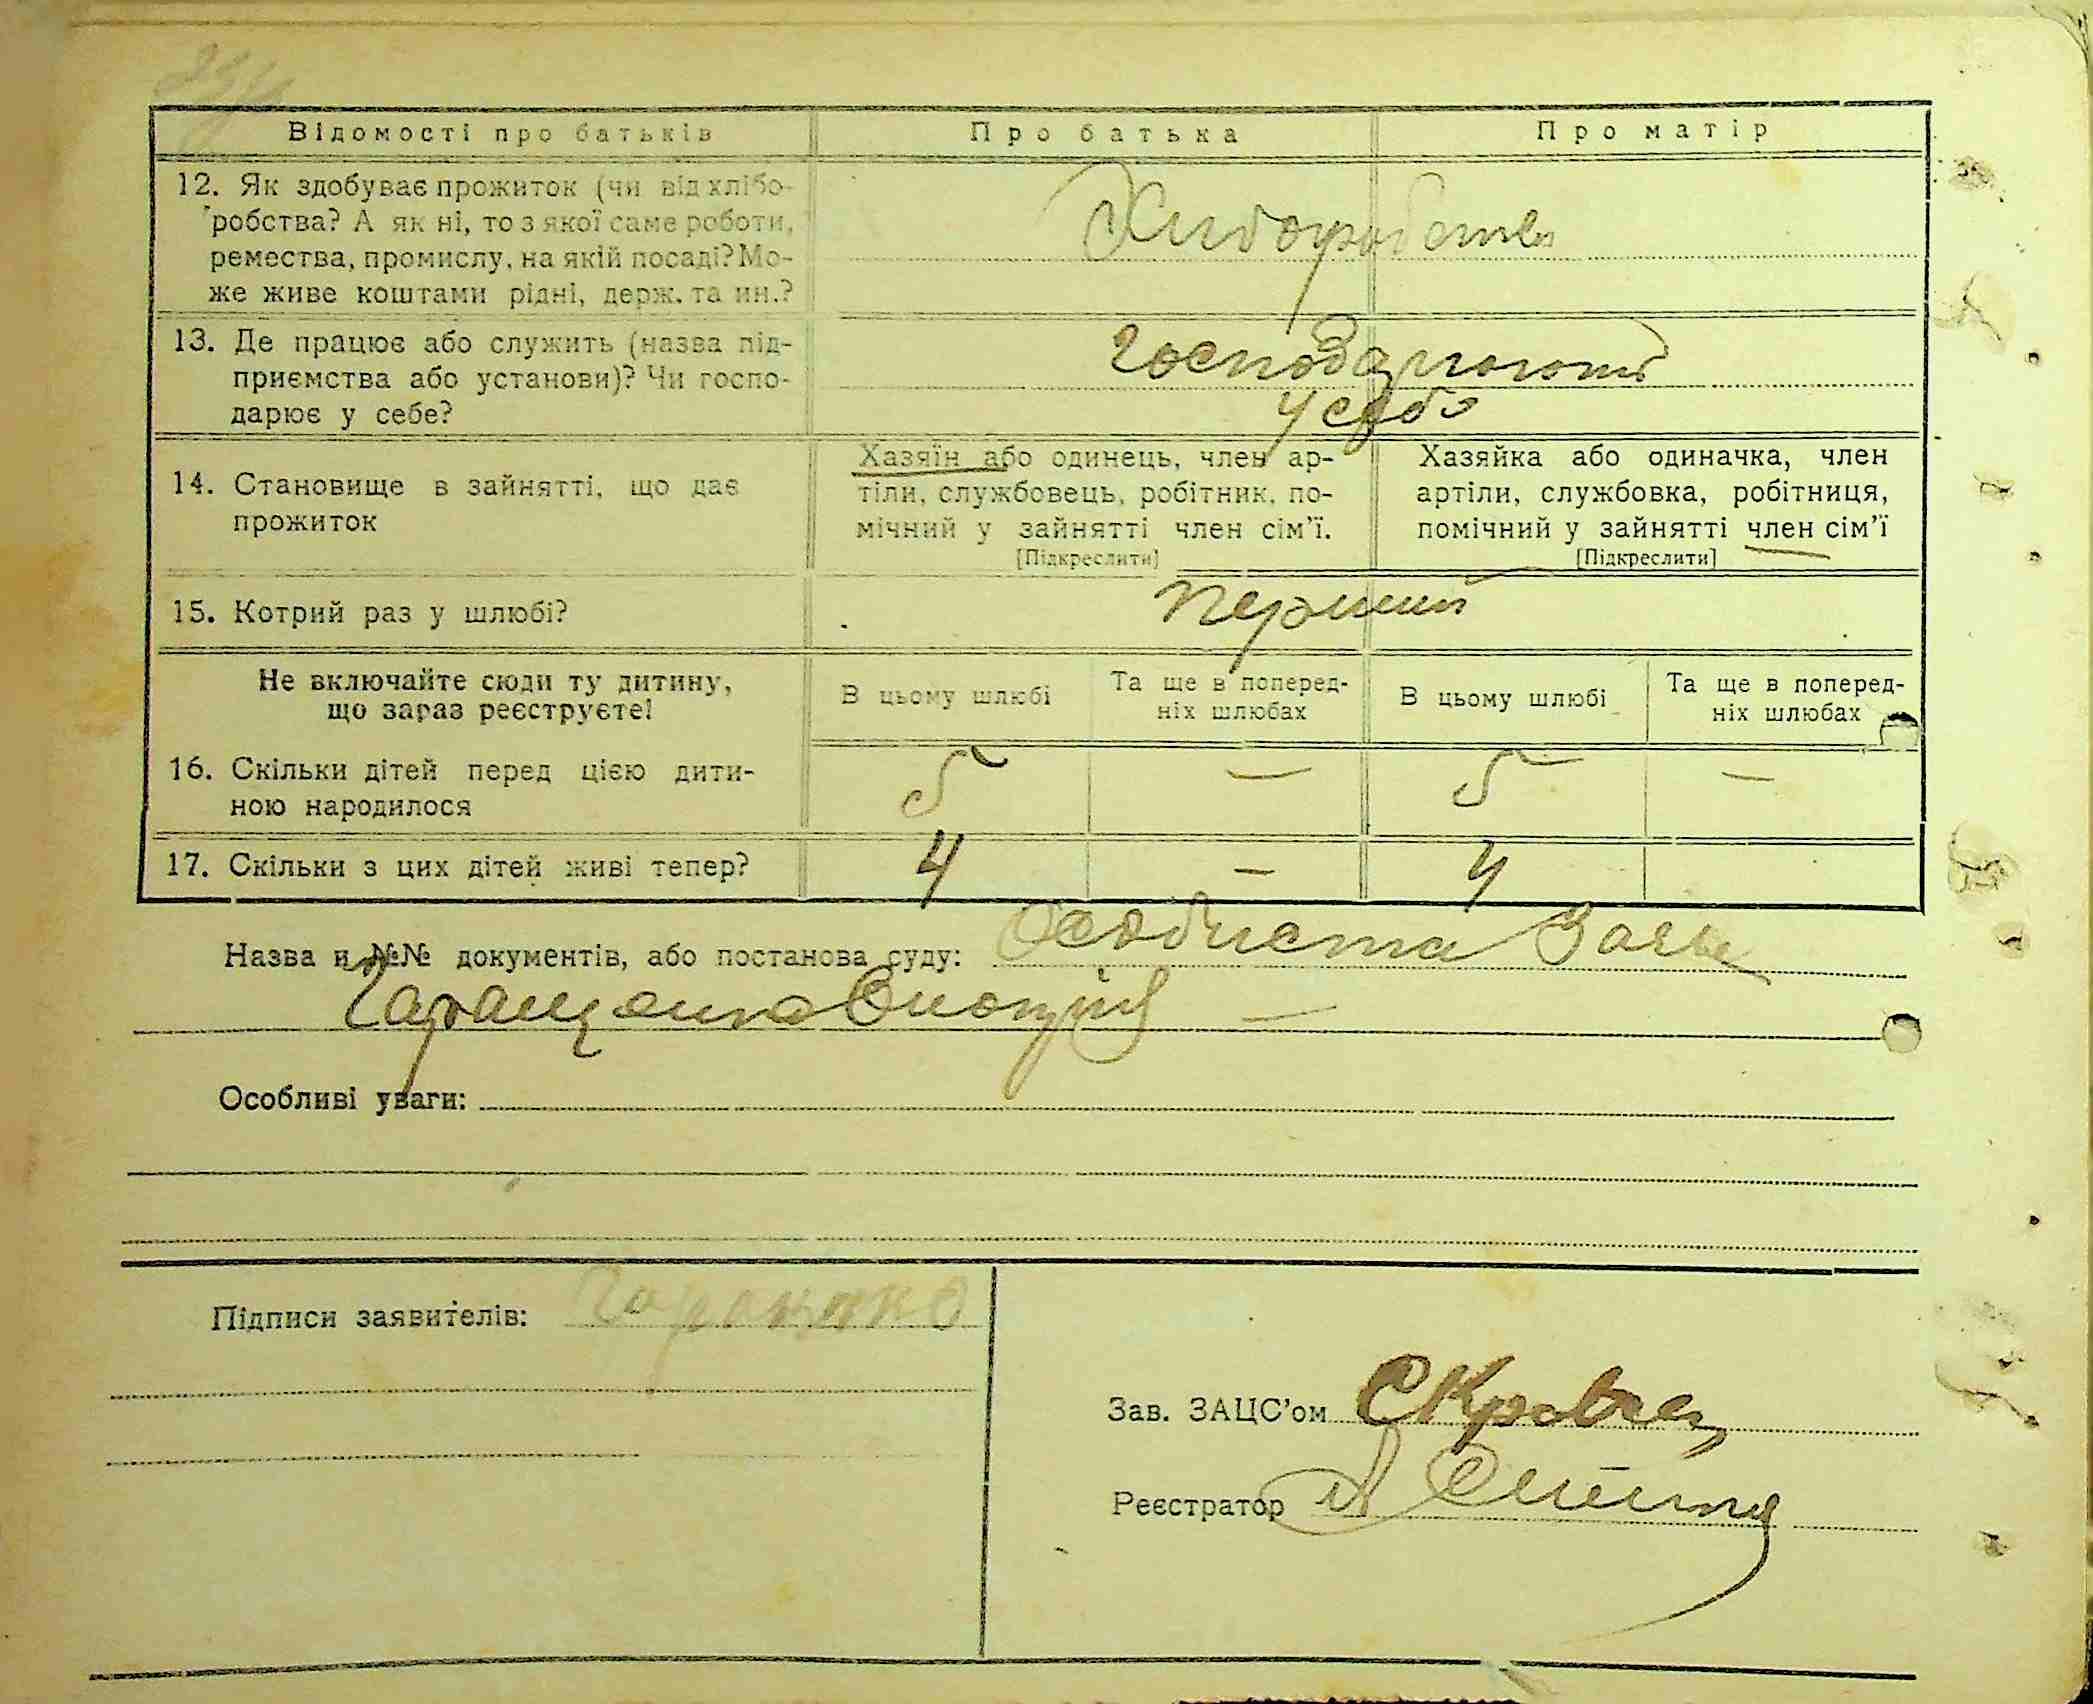 Відомості про батьків Про батька Про матір
12. Як здобуває прожиток (чи від хлібо-
робства? А як ні, то з якої саме роботи,
ремества, промислу, на якій посаді? Мо-
же живе коштами рідні, держ. та ин.?
Хліборобство
13. Де працює або служить (назва під-
приємства або установи)? Чи госпо-
дарює у себе?
Господарюють
у себе
14. Становище в зайнятті, що дає
прожиток
Хазяїн або одинець, член ар-
тіли, службовець, робітник, по-
мічний у зайнятті член сім'ї.
[Підкреслити]
Хазяйка або одиначка, член
артіли, службовка, робітниця,
помічний у зайнятті член сім'ї
[Підкреслити]
15. Котрий раз у шлюбі?
Перший
Не включайте сюди ту дитину,
що зараз реєструєте!
В цьому шлюбі
Та ще в поперед-
ніх шлюбах
В цьому шлюбі
Та ще в поперед-
ніх шлюбах
16. Скільки дітей перед цією дити-
ною народилося
5 — 5 —
17. Скільки з цих дітей живі тепер? 4 — 4
Назва и №№ документів, або постанова суду: Особиста Заява
Гаращенка
Особливі уваги:
Підписи заявителів: Гаращенко
Зав. ЗАЦС'ом С Кравец
Реєстратор